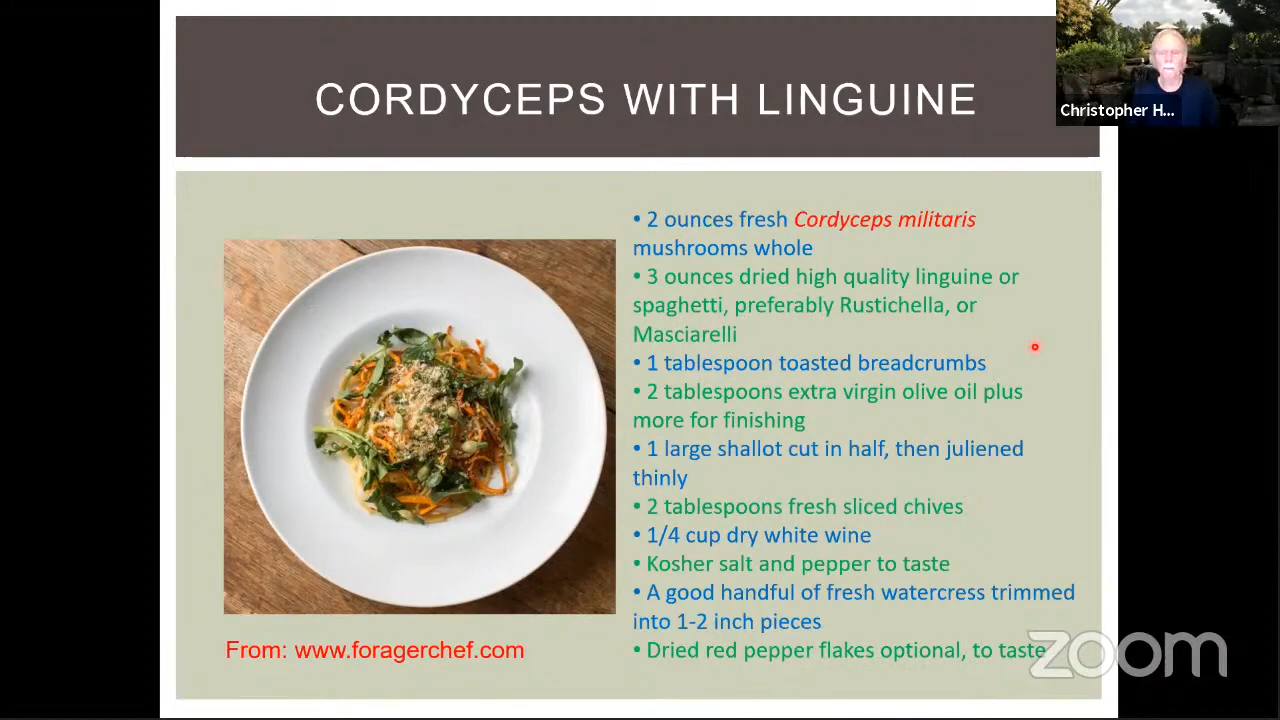 CORDYCEPS WITH LINGUINE
Christopher H...
• 2 ounces fresh Cordyceps militaris
mushrooms whole
• 3 ounces dried high quality linguine or
spaghetti, preferably Rustichella, or
Masciarelli
• 1 tablespoon toasted breadcrumbs
• 2 tablespoons extra virgin olive oil plus
more for finishing
• 1 large shallot cut in half, then juliened
thinly
• 2 tablespoons fresh sliced chives
• 1/4 cup dry white wine
• Kosher salt and pepper to taste
• A good handful of fresh watercress trimmed
into 1-2 inch pieces
• Dried red pepper flakes optional, to taste
From: www.foragerchef.com
zoom